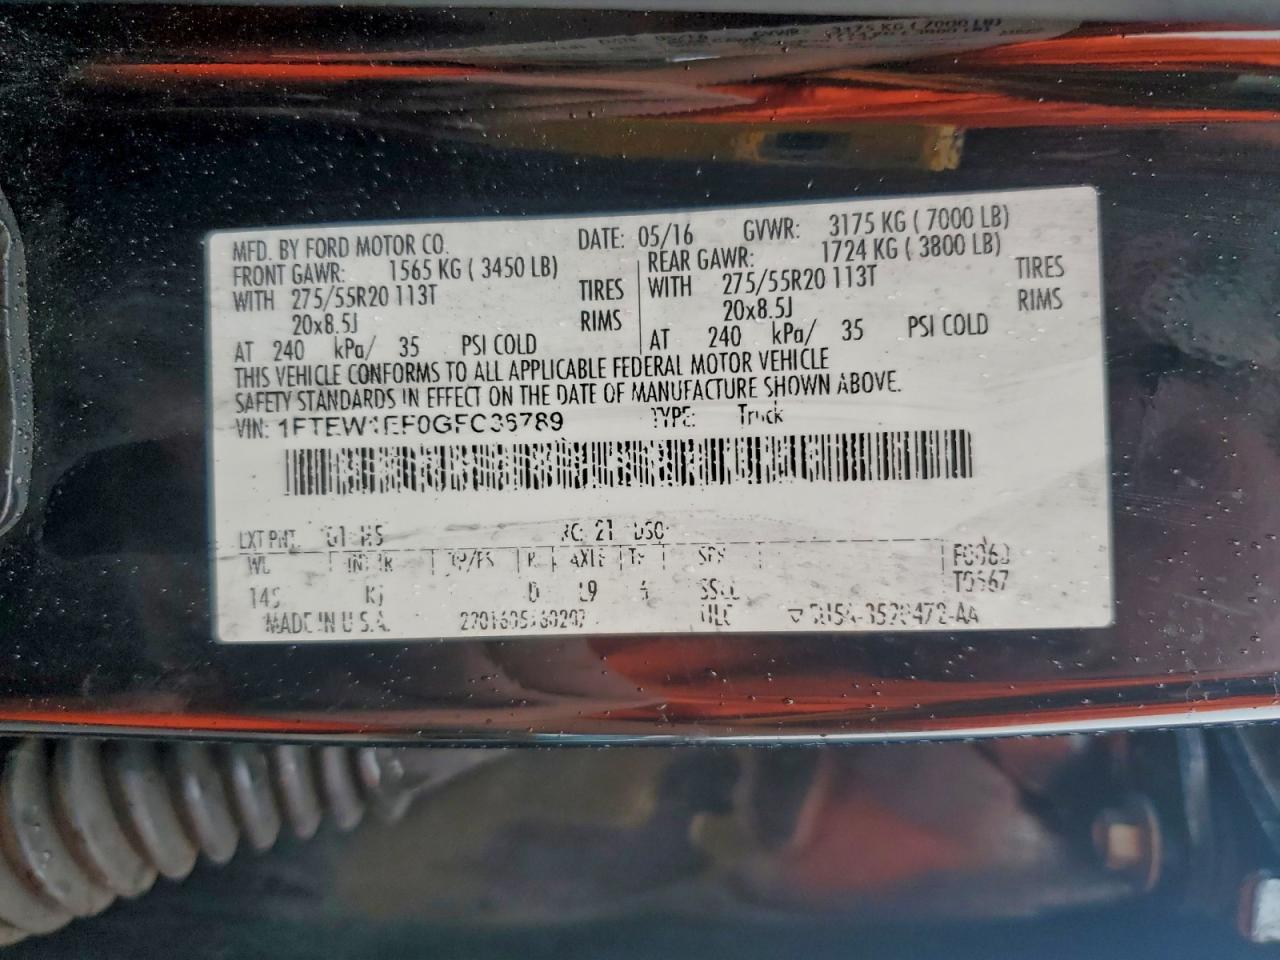 MFD. BY FORD MOTOR CO. DATE: 05/16 GVWR: 3175 KG ( 7000 LB)
FRONT GAWR: 1565 KG ( 3450 LB) REAR GAWR: 1724 KG ( 3800 LB)
WITH 275/55R20 113T TIRES WITH 275/55R20 113T TIRES
20x8.5J RIMS 20x8.5J RIMS
AT 240 kPa/ 35 PSI COLD AT 240 kPa/ 35 PSI COLD
THIS VEHICLE CONFORMS TO ALL APPLICABLE FEDERAL MOTOR VEHICLE
SAFETY STANDARDS IN EFFECT ON THE DATE OF MANUFACTURE SHOWN ABOVE.
VIN: TYPE: Truck
21 DSO:
AXLE
MADE IN U.S.A.